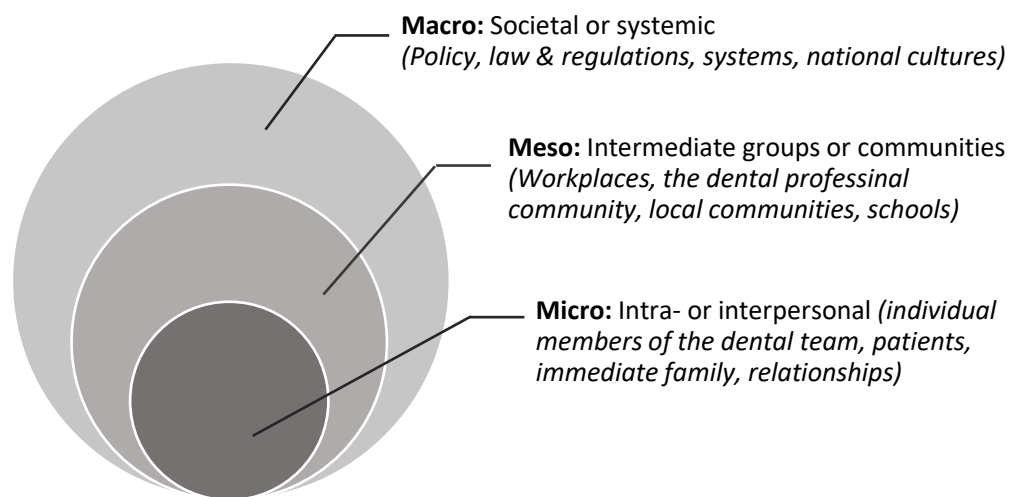 Macro: Societal or systemic
(Policy, law & regulations, systems, national cultures)
Meso: Intermediate groups or communities
(Workplaces, the dental professinal
community, local communities, schools)
Micro: Intra- or interpersonal (individual
members of the dental team, patients,
immediate family, relationships)